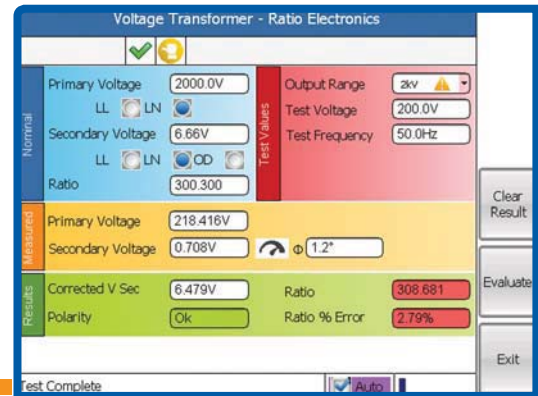 Voltage Transformer - Ratio Electronics
Nominal
Primary Voltage 2000.0V
LL LN
Secondary Voltage 6.66V
LL LN OD
Ratio 300.300
Test Values
Output Range 2kv
Test Voltage 200.0V
Test Frequency 50.0Hz
Measured
Primary Voltage 218.416V
Secondary Voltage 0.708V Φ 1.2°
Results
Corrected V Sec 6.479V Ratio 308.681
Polarity Ok Ratio % Error 2.79%
Clear
Result
Evaluate
Exit
Test Complete Auto